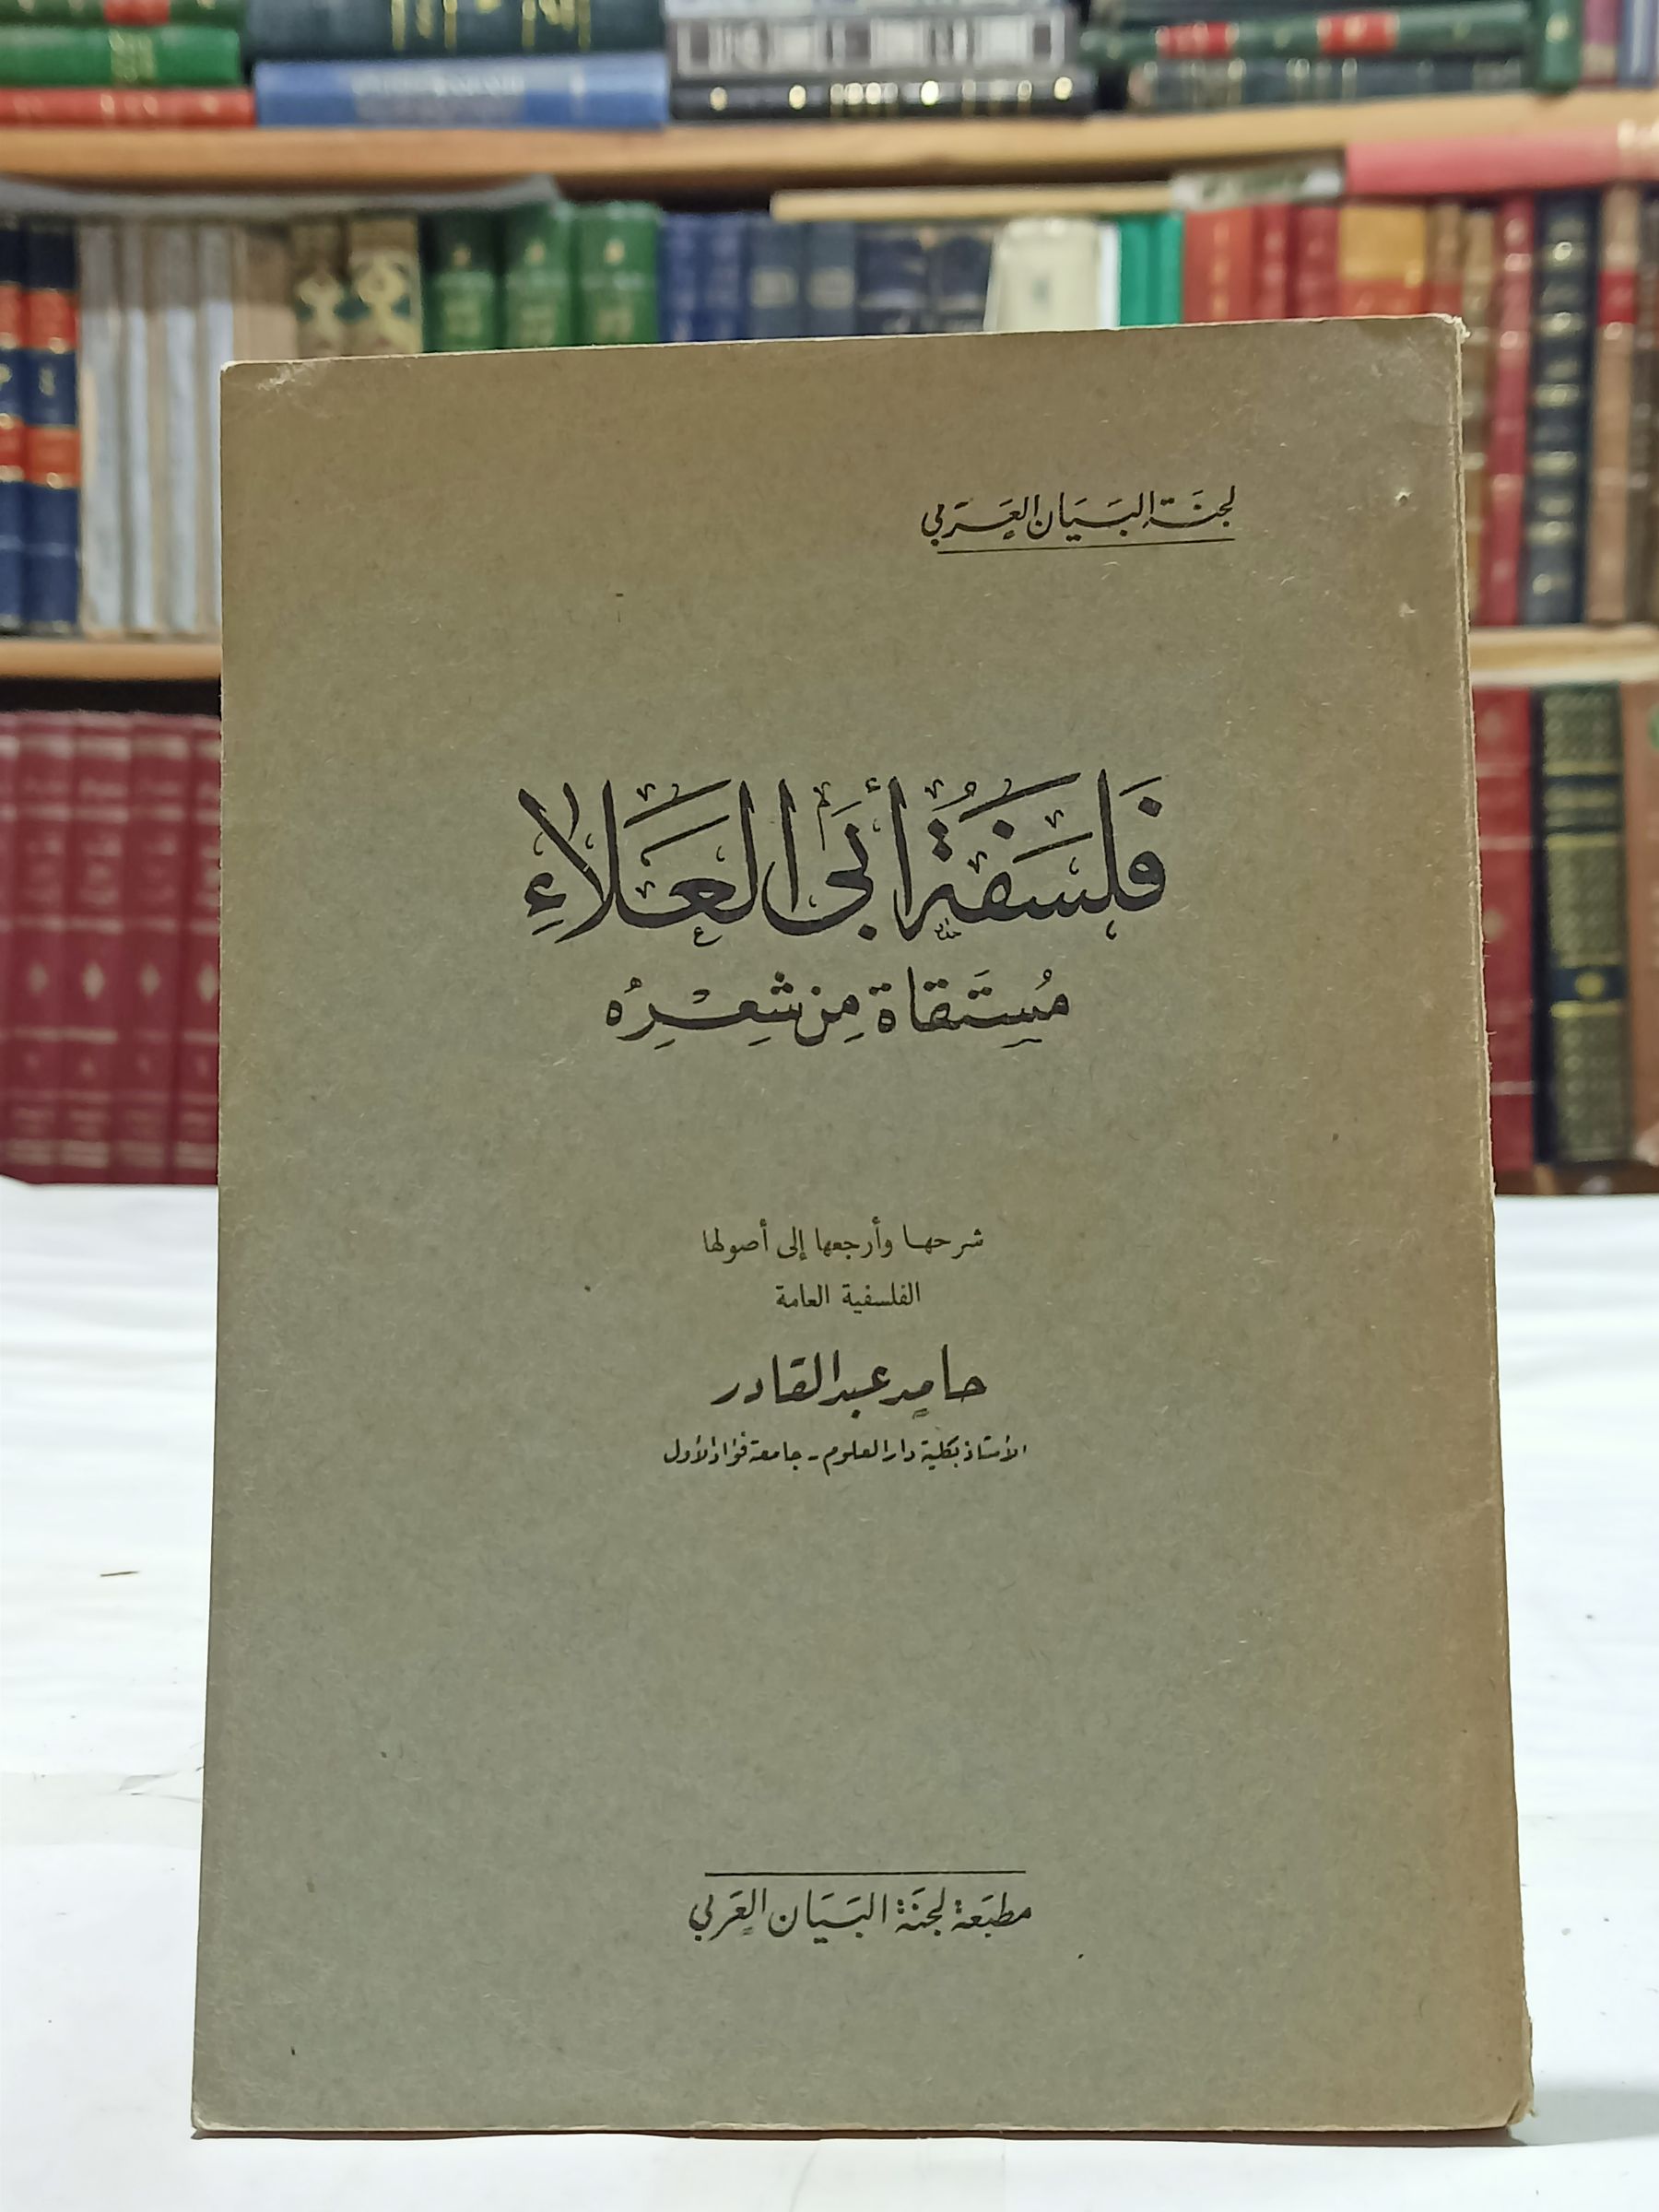 لجنة البيان العربي
فلسفة أبى العلاء
مستقاة من شعره
شرحها وأرجعها إلى أصولها
الفلسفية العامة
حامد عبد القادر
الأستاذ بكلية دار العلوم - جامعة فؤاد الأول
مطبعة لجنة البيان العربي